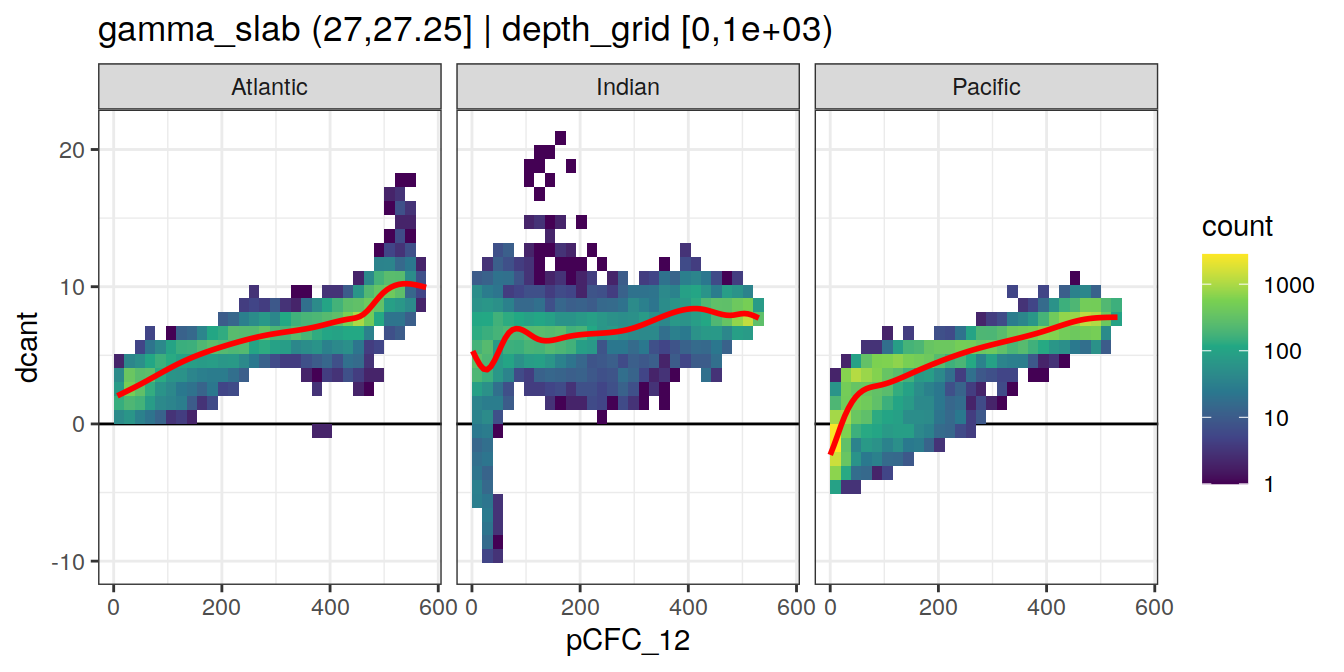 gamma_slab (27,27.25] | depth_grid [0,1e+03)
Atlantic
Indian
Pacific
dcant
20
10
0
-10
0 200 400 600
0 200 400 600
0 200 400 600
pCFC_12
count
1000
100
10
1